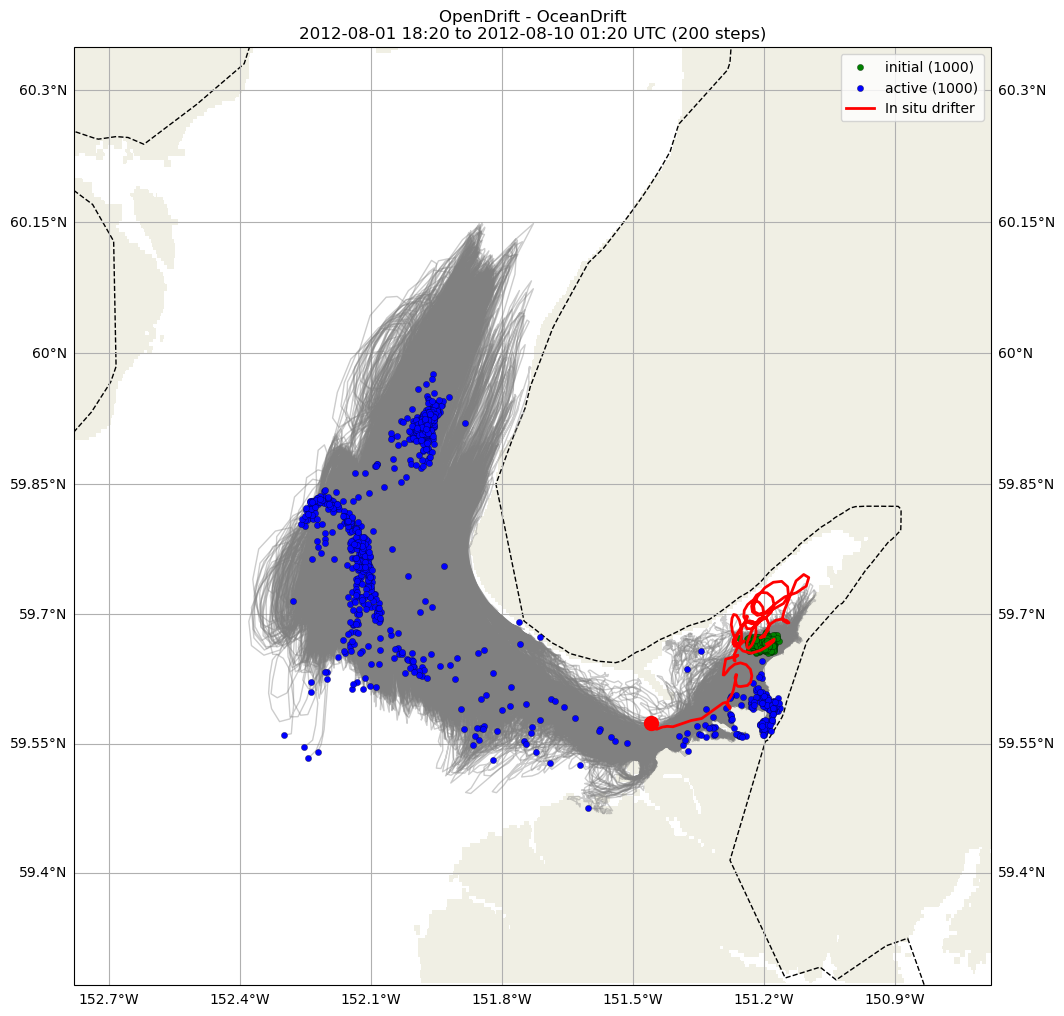 OpenDrift - OceanDrift
2012-08-01 18:20 to 2012-08-10 01:20 UTC (200 steps)
initial (1000)
active (1000)
In situ drifter
60.3°N
60.3°N
60.15°N
60.15°N
60°N
60°N
59.85°N
59.85°N
59.7°N
59.7°N
59.55°N
59.55°N
59.4°N
59.4°N
152.7°W
152.4°W
152.1°W
151.8°W
151.5°W
151.2°W
150.9°W